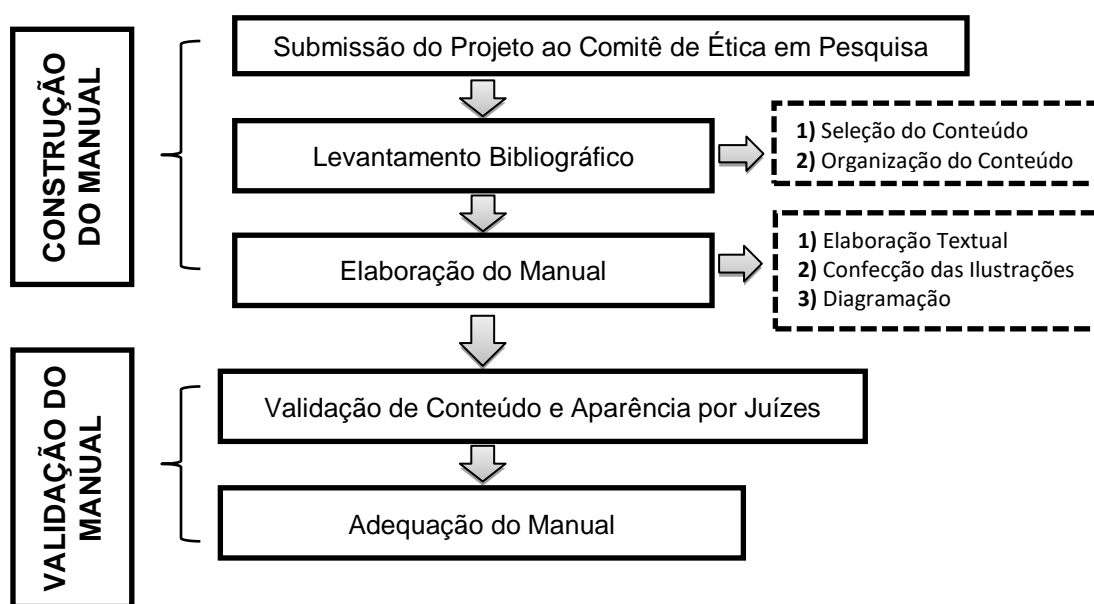 CONSTRUÇÃO
DO MANUAL
Submissão do Projeto ao Comitê de Ética em Pesquisa
Levantamento Bibliográfico
1) Seleção do Conteúdo
2) Organização do Conteúdo
Elaboração do Manual
1) Elaboração Textual
2) Confecção das Ilustrações
3) Diagramação
VALIDAÇÃO DO
MANUAL
Validação de Conteúdo e Aparência por Juízes
Adequação do Manual